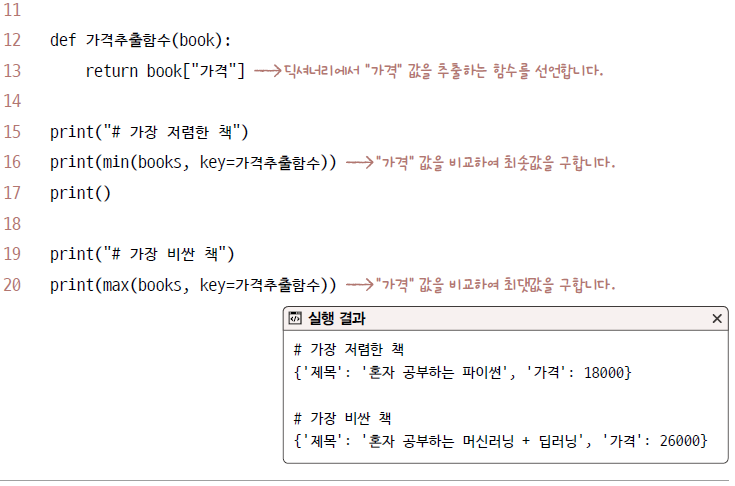 11
12 def 가격추출함수(book):
13 return book["가격"] → 딕셔너리에서 "가격" 값을 추출하는 함수를 선언합니다.
14
15 print("# 가장 저렴한 책")
16 print(min(books, key=가격추출함수)) → "가격" 값을 비교하여 최솟값을 구합니다.
17 print()
18
19 print("# 가장 비싼 책")
20 print(max(books, key=가격추출함수)) → "가격" 값을 비교하여 최댓값을 구합니다.
실행 결과
# 가장 저렴한 책
{'제목': '혼자 공부하는 파이썬', '가격': 18000}
# 가장 비싼 책
{'제목': '혼자 공부하는 머신러닝 + 딥러닝', '가격': 26000}